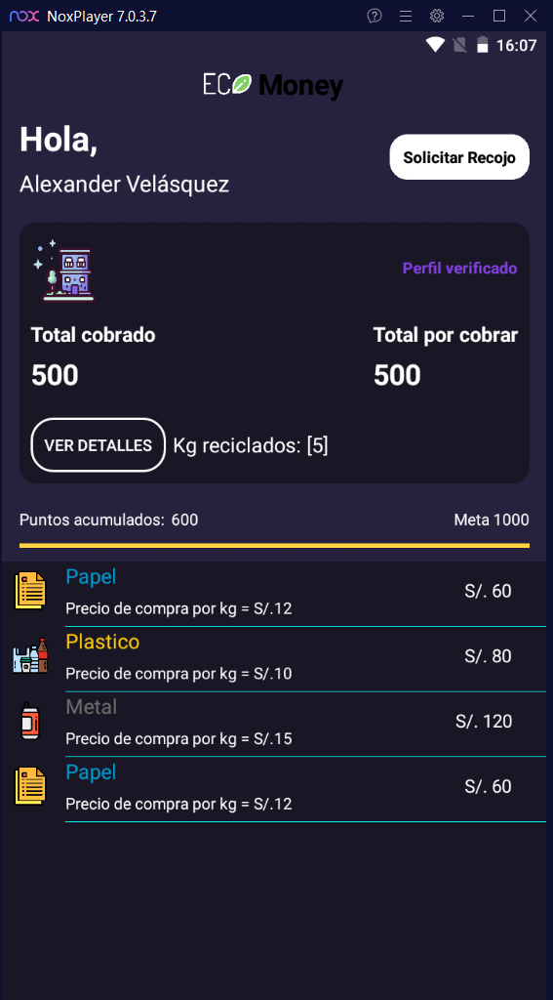 nox NoxPlayer 7.0.3.7
16:07
ECO Money
Hola,
Alexander Velásquez
Solicitar Recojo
Perfil verificado
Total cobrado Total por cobrar
500 500
VER DETALLES Kg reciclados: [5]
Puntos acumulados: 600 Meta 1000
Papel
S/. 60
Precio de compra por kg = S/.12
Plastico
S/. 80
Precio de compra por kg = S/.10
Metal
S/. 120
Precio de compra por kg = S/.15
Papel
S/. 60
Precio de compra por kg = S/.12